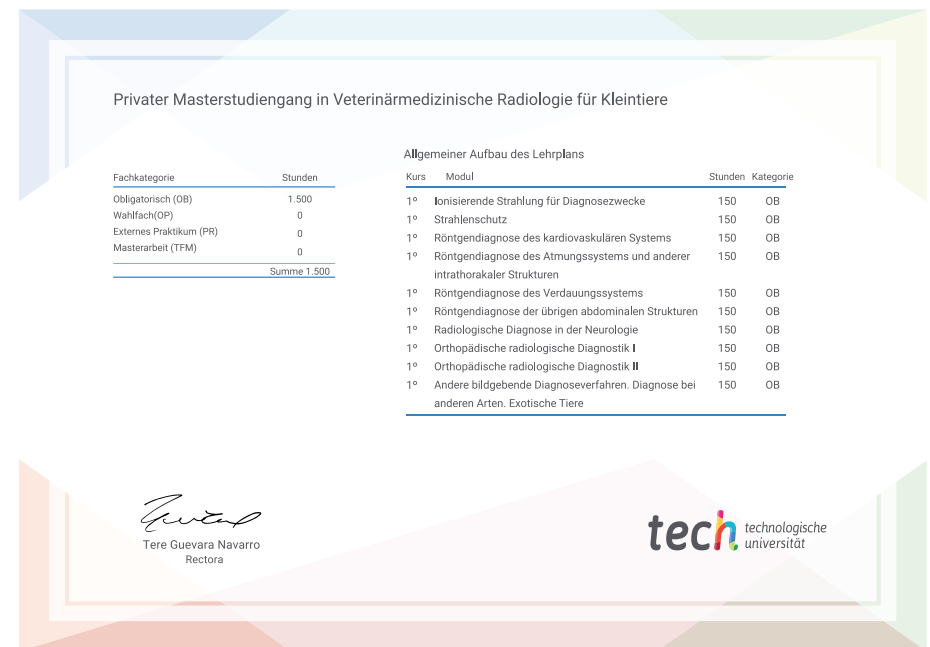 Privater Masterstudiengang in Veterinärmedizinische Radiologie für Kleintiere
Fachkategorie Stunden
Obligatorisch (OB) 1.500
Wahlfach(OP) 0
Externes Praktikum (PR) 0
Masterarbeit (TFM) 0
Summe 1.500
Allgemeiner Aufbau des Lehrplans
Kurs Modul Stunden Kategorie
1º Ionisierende Strahlung für Diagnosezwecke 150 OB
1º Strahlenschutz 150 OB
1º Röntgendiagnose des kardiovaskulären Systems 150 OB
1º Röntgendiagnose des Atmungssystems und anderer 150 OB
intrathorakaler Strukturen
1º Röntgendiagnose des Verdauungssystems 150 OB
1º Röntgendiagnose der übrigen abdominalen Strukturen 150 OB
1º Radiologische Diagnose in der Neurologie 150 OB
1º Orthopädische radiologische Diagnostik I 150 OB
1º Orthopädische radiologische Diagnostik II 150 OB
1º Andere bildgebende Diagnoseverfahren. Diagnose bei 150 OB
anderen Arten. Exotische Tiere
Tere Guevara Navarro
Rectora
tech technologische
universität